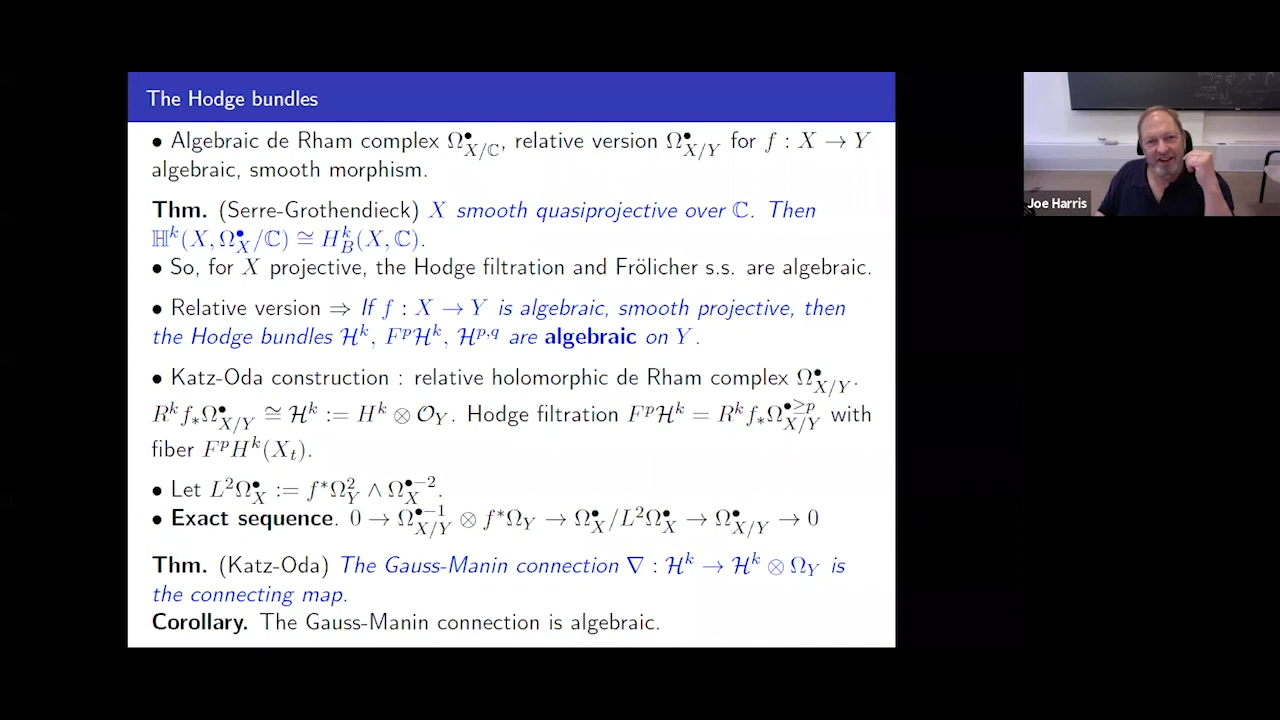 The Hodge bundles
• Algebraic de Rham complex Ω^•_{X/ℂ}, relative version Ω^•_{X/Y} for f : X → Y
algebraic, smooth morphism.
Thm. (Serre-Grothendieck) X smooth quasiprojective over ℂ. Then
ℍ^k(X, Ω^•_X/ℂ) ≅ H^k_B(X, ℂ).
• So, for X projective, the Hodge filtration and Frölicher s.s. are algebraic.
• Relative version ⇒ If f : X → Y is algebraic, smooth projective, then
the Hodge bundles ℋ^k, F^pℋ^k, ℋ^{p,q} are algebraic on Y.
• Katz-Oda construction : relative holomorphic de Rham complex Ω^•_{X/Y}.
R^k f_*Ω^•_{X/Y} ≅ ℋ^k := H^k ⊗ 𝒪_Y. Hodge filtration F^pℋ^k = R^k f_*Ω^{•≥p}_{X/Y} with
fiber F^pH^k(X_t).
• Let L^2Ω^•_X := f^*Ω^2_Y ∧ Ω^{•−2}_X.
• Exact sequence. 0 → Ω^{•−1}_{X/Y} ⊗ f^*Ω_Y → Ω^•_X/L^2Ω^•_X → Ω^•_{X/Y} → 0
Thm. (Katz-Oda) The Gauss-Manin connection ∇ : ℋ^k → ℋ^k ⊗ Ω_Y is
the connecting map.
Corollary. The Gauss-Manin connection is algebraic.
Joe Harris